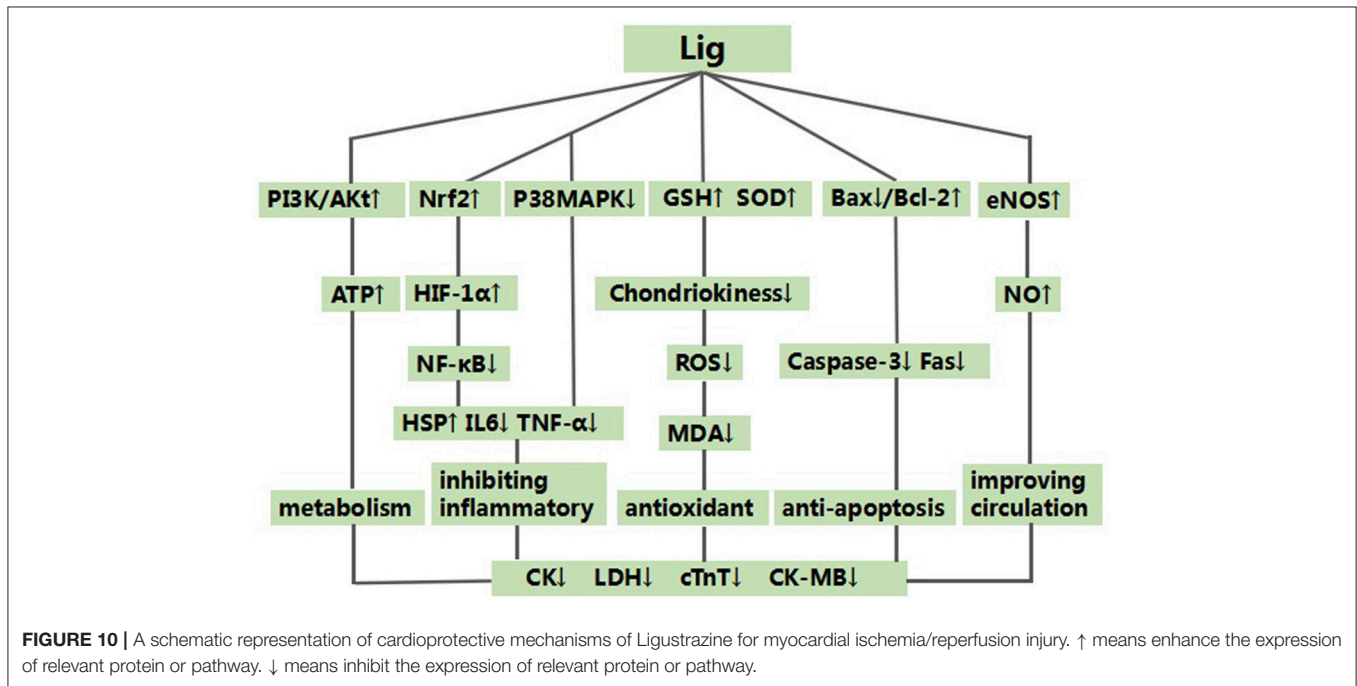 Lig
PI3K/AKt↑ Nrf2↑ P38MAPK↓ GSH↑ SOD↑ Bax↓/Bcl-2↑ eNOS↑
ATP↑ HIF-1α↑ Chondriokiness↓ NO↑
NF-κB↓ ROS↓ Caspase-3↓ Fas↓
HSP↑ IL6↓ TNF-α↓ MDA↓
metabolism
inhibiting
inflammatory
antioxidant
anti-apoptosis
improving
circulation
CK↓ LDH↓ cTnT↓ CK-MB↓
FIGURE 10 | A schematic representation of cardioprotective mechanisms of Ligustrazine for myocardial ischemia/reperfusion injury. ↑ means enhance the expression
of relevant protein or pathway. ↓ means inhibit the expression of relevant protein or pathway.